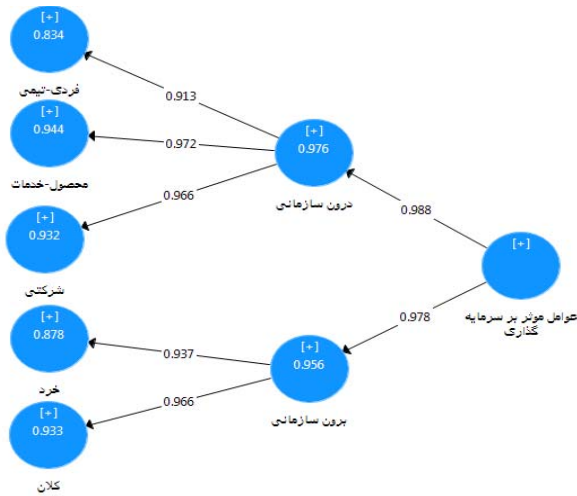 [+]
0.834
فردی-تیمی
[+]
0.944
محصول-خدمات
[+]
0.932
شرکتی
[+]
0.878
خرد
[+]
0.933
کلان
0.913
0.972
0.966
0.937
0.966
[+]
0.976
درون سازمانی
[+]
0.956
برون سازمانی
0.988
0.978
[+]
عوامل موثر بر سرمایه
گذاری